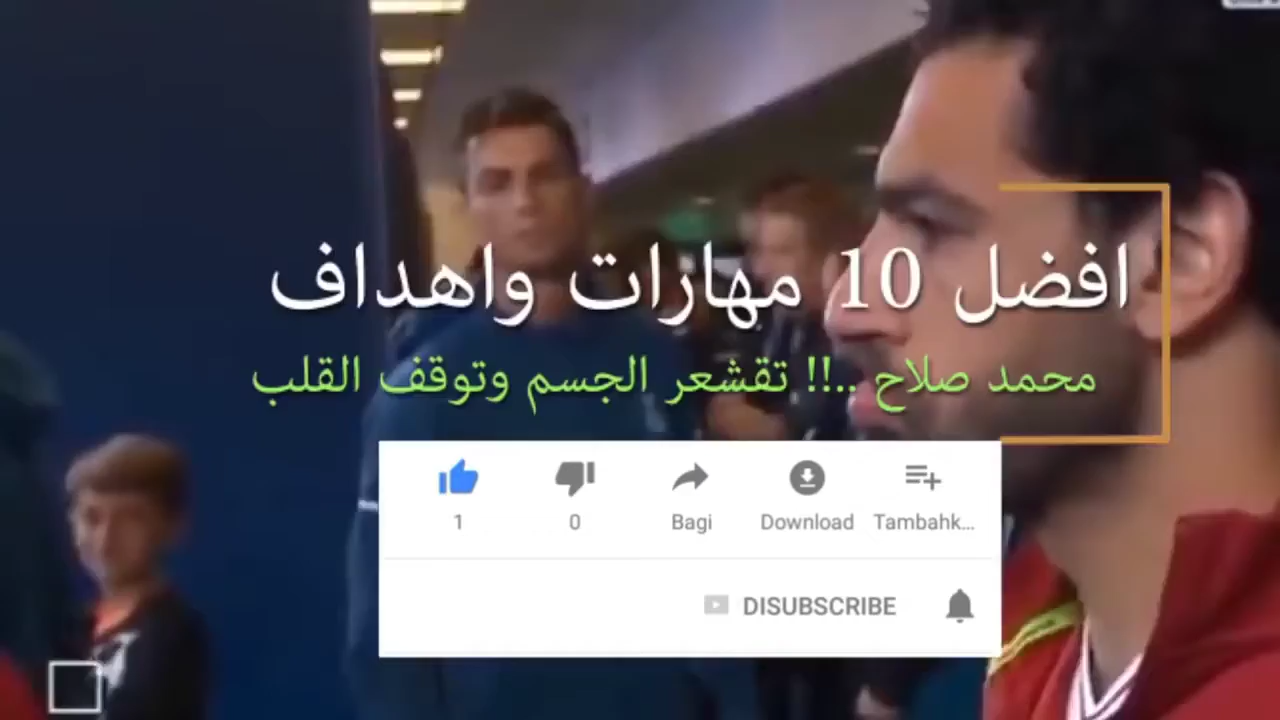 افضل 10 مهارات واهداف
محمد صلاح ..!! تقشعر الجسم وتوقف القلب
1
0
Bagi
Download
Tambahk...
DISUBSCRIBE